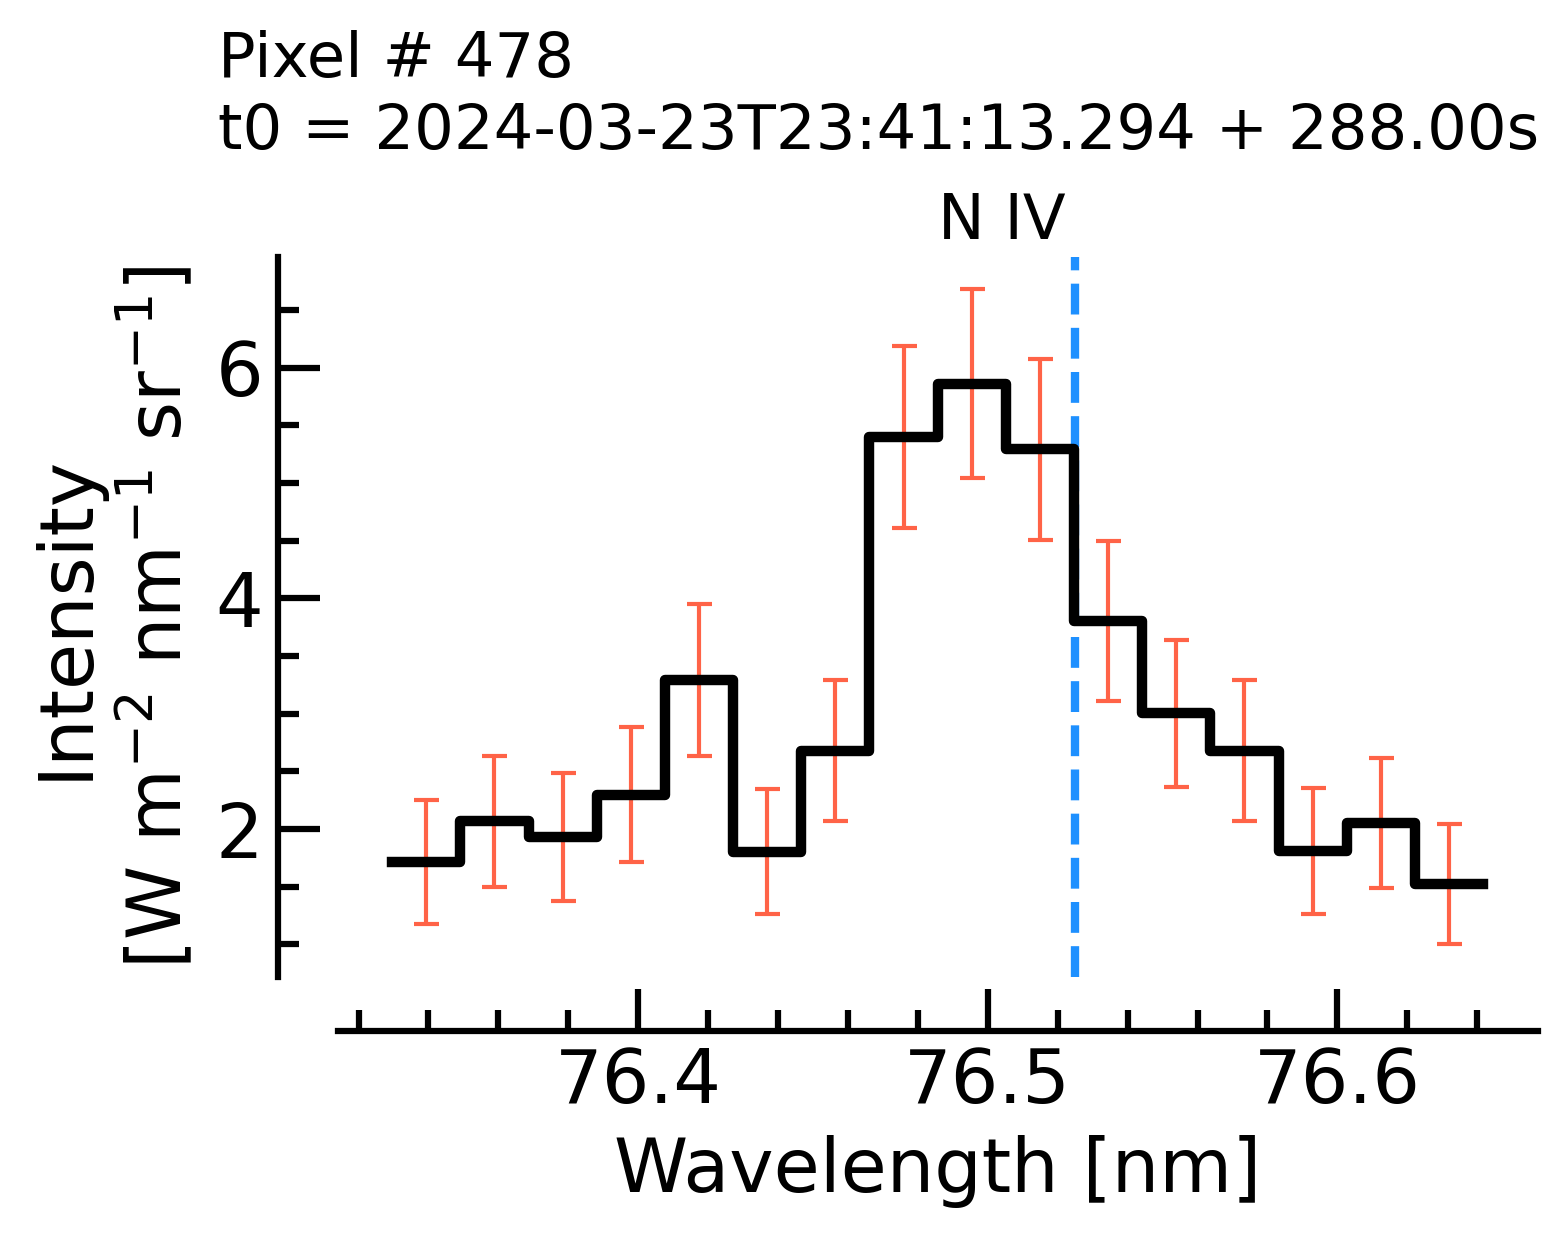 Pixel # 478
t0 = 2024-03-23T23:41:13.294 + 288.00s
N IV
Intensity
[W m⁻² nm⁻¹ sr⁻¹]
6
4
2
76.4 76.5 76.6
Wavelength [nm]